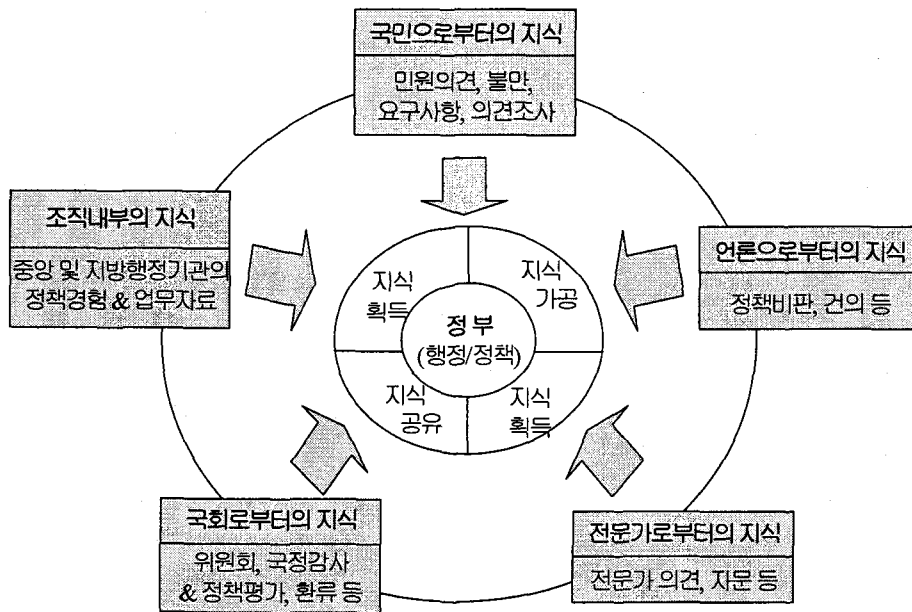 국민으로부터의 지식
민원의견, 불만,
요구사항, 의견조사
조직내부의 지식
중앙 및 지방행정기관의
정책경험 & 업무자료
언론으로부터의 지식
정책비판, 건의 등
지식
획득
지식
가공
정부
(행정/정책)
지식
공유
지식
획득
국회로부터의 지식
위원회, 국정감사
& 정책평가, 환류 등
전문가로부터의 지식
전문가 의견, 자문 등